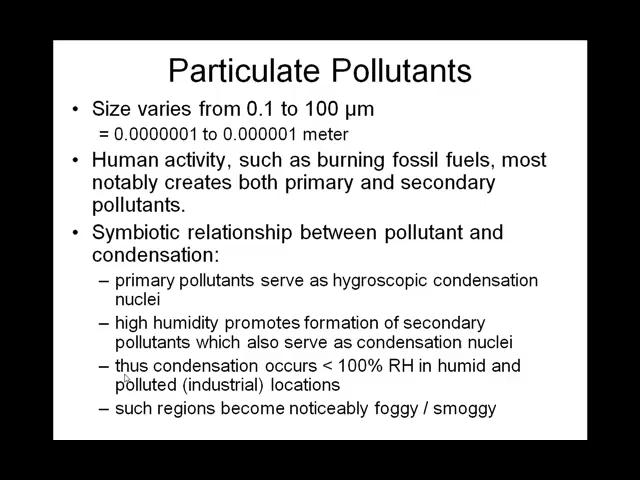 Particulate Pollutants
• Size varies from 0.1 to 100 µm
= 0.0000001 to 0.000001 meter
• Human activity, such as burning fossil fuels, most
notably creates both primary and secondary
pollutants.
• Symbiotic relationship between pollutant and
condensation:
– primary pollutants serve as hygroscopic condensation
nuclei
– high humidity promotes formation of secondary
pollutants which also serve as condensation nuclei
– thus condensation occurs < 100% RH in humid and
polluted (industrial) locations
– such regions become noticeably foggy / smoggy